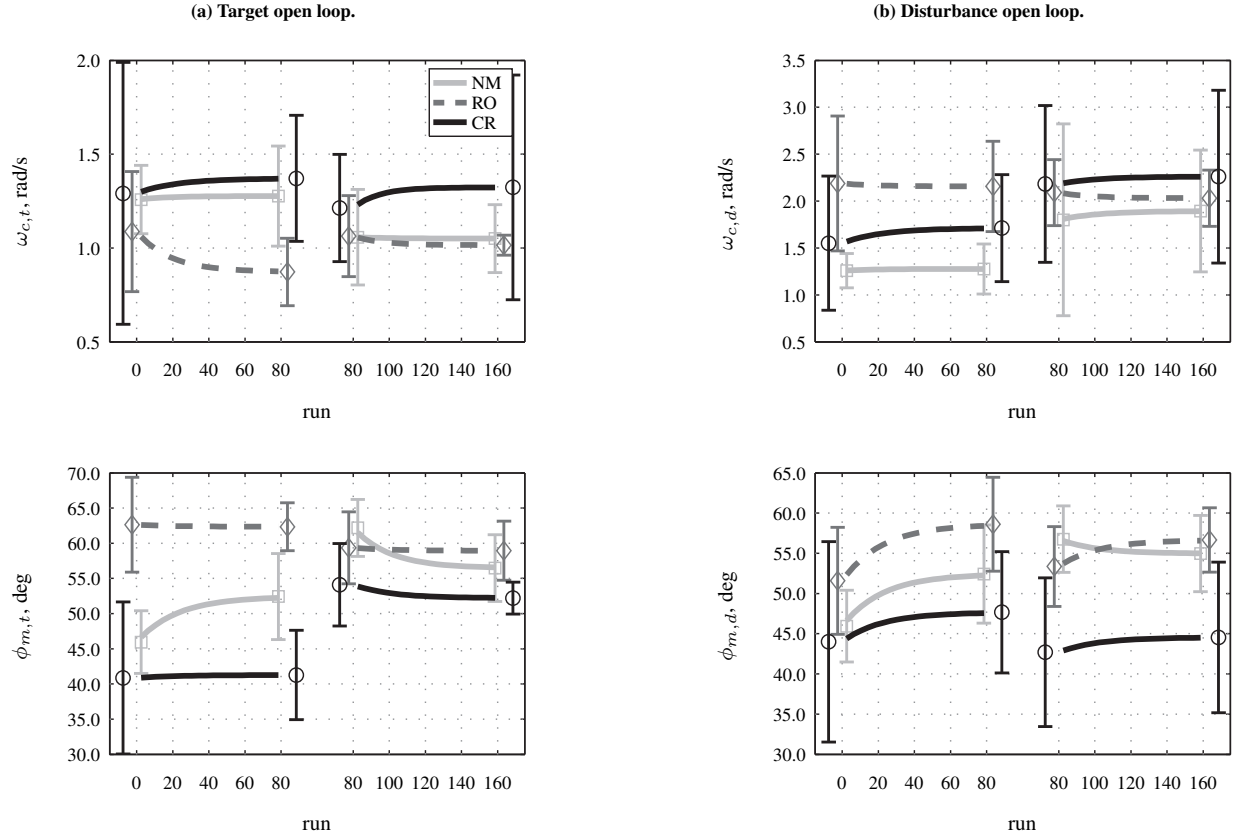 (a) Target open loop.
2.0
1.5
1.0
0.5
ω_{c,t}, rad/s
NM
RO
CR
0 20 40 60 80 80 100 120 140 160
run
(b) Disturbance open loop.
3.5
3.0
2.5
2.0
1.5
1.0
0.5
ω_{c,d}, rad/s
0 20 40 60 80 80 100 120 140 160
run
70.0
65.0
60.0
55.0
50.0
45.0
40.0
35.0
30.0
ϕ_{m,t}, deg
0 20 40 60 80 80 100 120 140 160
run
65.0
60.0
55.0
50.0
45.0
40.0
35.0
30.0
ϕ_{m,d}, deg
0 20 40 60 80 80 100 120 140 160
run